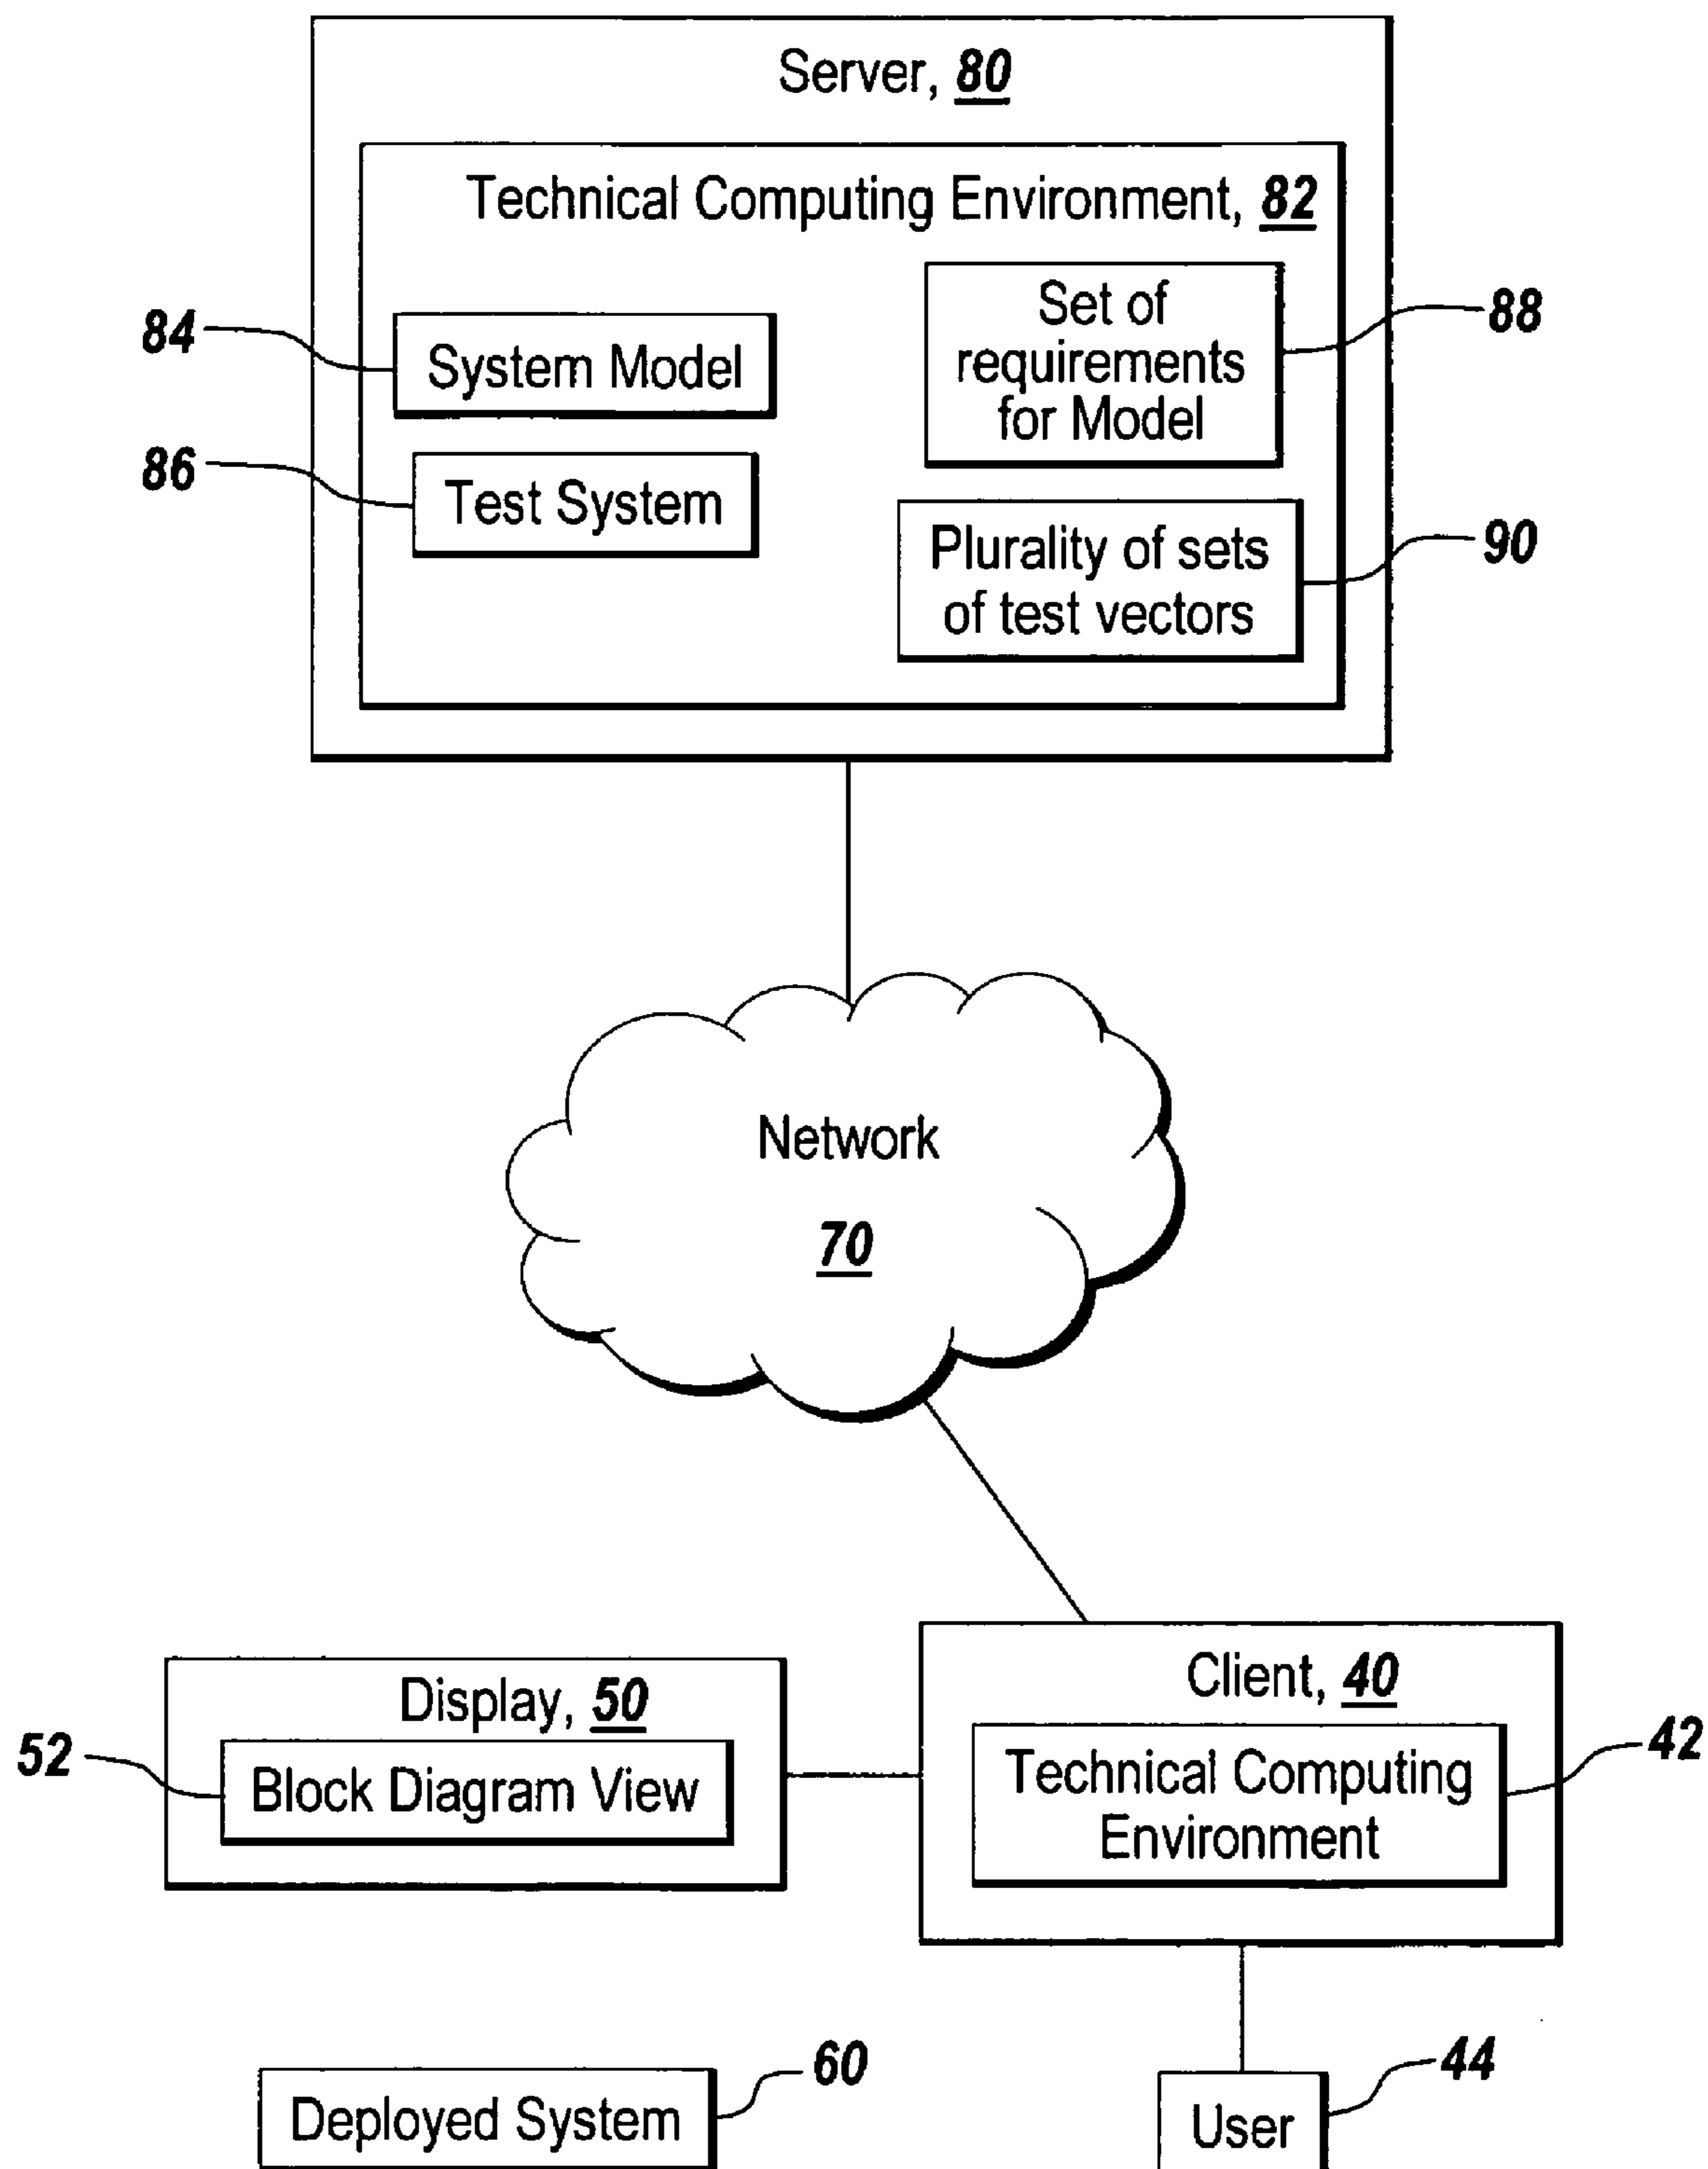 Server, 80
Technical Computing Environment, 82
84
System Model
Set of
requirements
for Model
88
86
Test System
Plurality of sets
of test vectors
90
Network
70
Display, 50
52
Block Diagram View
Client, 40
Technical Computing
Environment
42
Deployed System
60
User
44